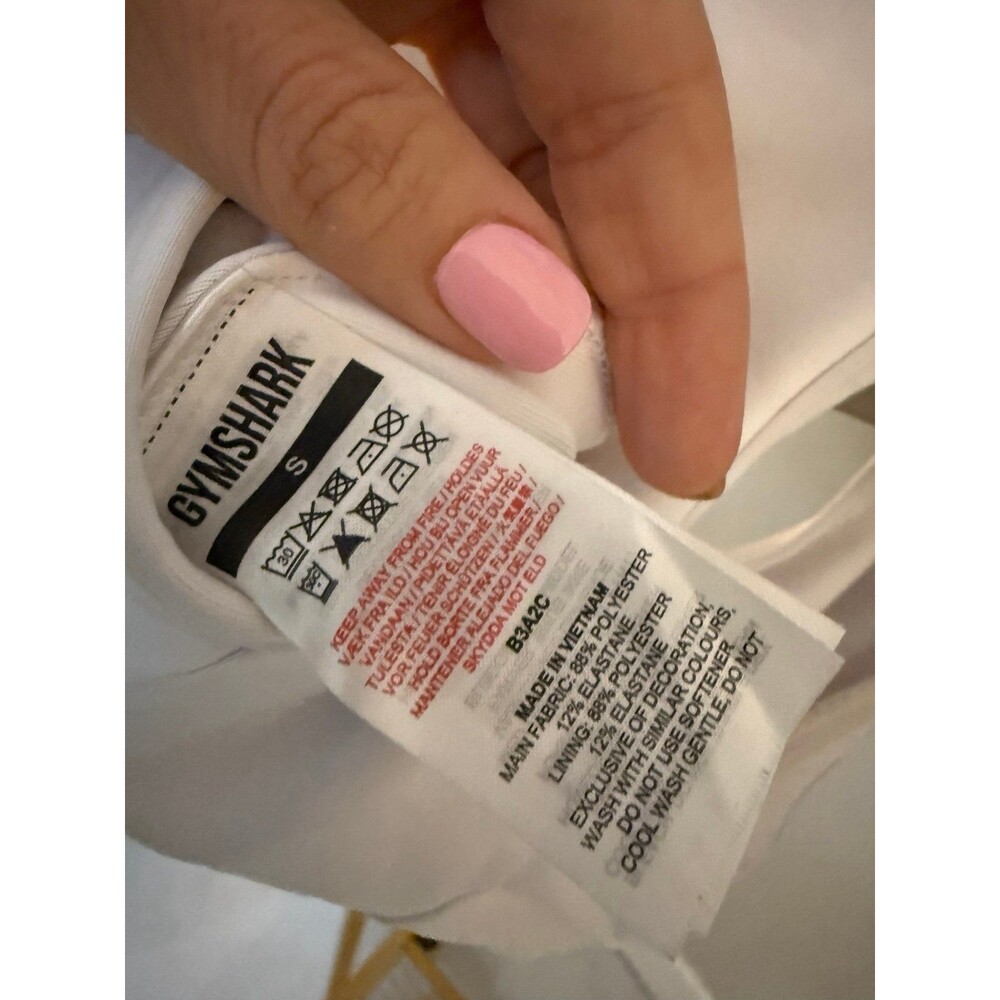 GYMSHARK
S
30
30°C
KEEP AWAY FROM FIRE / HOLDES
VÆK FRA ILD / HOU BIJ OPEN VUUR
VANDAAN / PIDETTÄVÄ ETÄÄLLÄ
TULESTA / TENIR ÉLOIGNÉ DU FEU /
VOR FEUER SCHÜTZEN /
HOLD BORTE FRA FLAMMER /
MANTENER ALEJADO DEL FUEGO /
SKYDDA MOT ELD
B3A2C
MADE IN VIETNAM
MAIN FABRIC: 88% POLYESTER
12% ELASTANE
LINING: 88% POLYESTER
12% ELASTANE
EXCLUSIVE OF DECORATION.
WASH WITH SIMILAR COLOURS.
DO NOT USE SOFTENER.
COOL WASH GENTLE. DO NOT